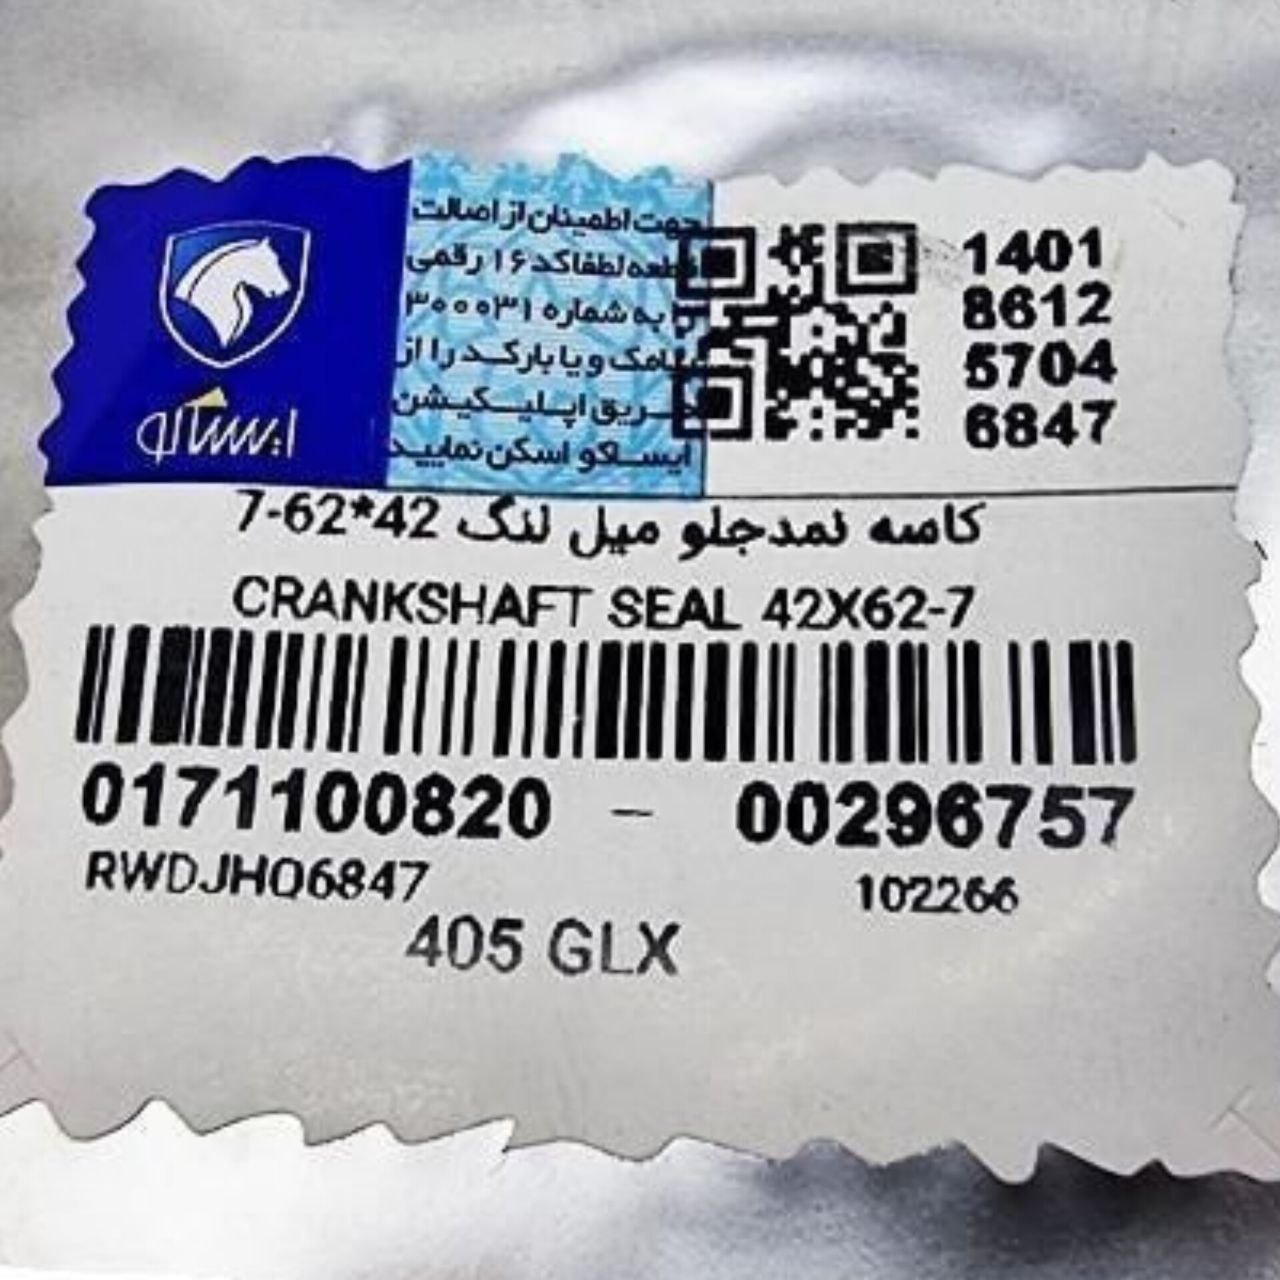 ایساکو
جهت اطمینان از اصالت
قطعه لطفا کد ۱۶ رقمی
به شماره ۳۰۰۰۳۱
پیامک و یا بارکد را از
طریق اپلیکیشن
ایساکو اسکن نمایید
1401
8612
5704
6847
کاسه نمدجلو میل لنگ 42*62-7
CRANKSHAFT SEAL 42X62-7
0171100820 - 00296757
RWDJHQ6847 102266
405 GLX